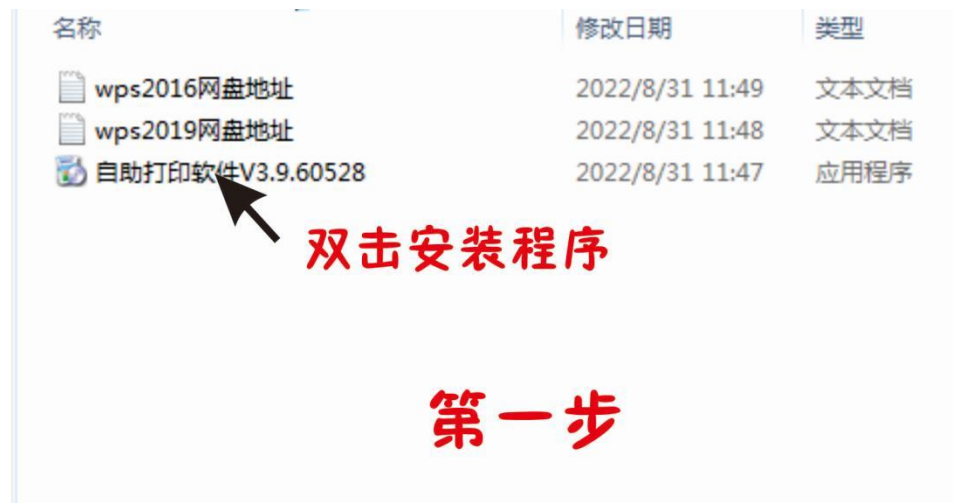 名称 修改日期 类型
wps2016网盘地址 2022/8/31 11:49 文本文档
wps2019网盘地址 2022/8/31 11:48 文本文档
自助打印软件V3.9.60528 2022/8/31 11:47 应用程序
双击安装程序
第一步